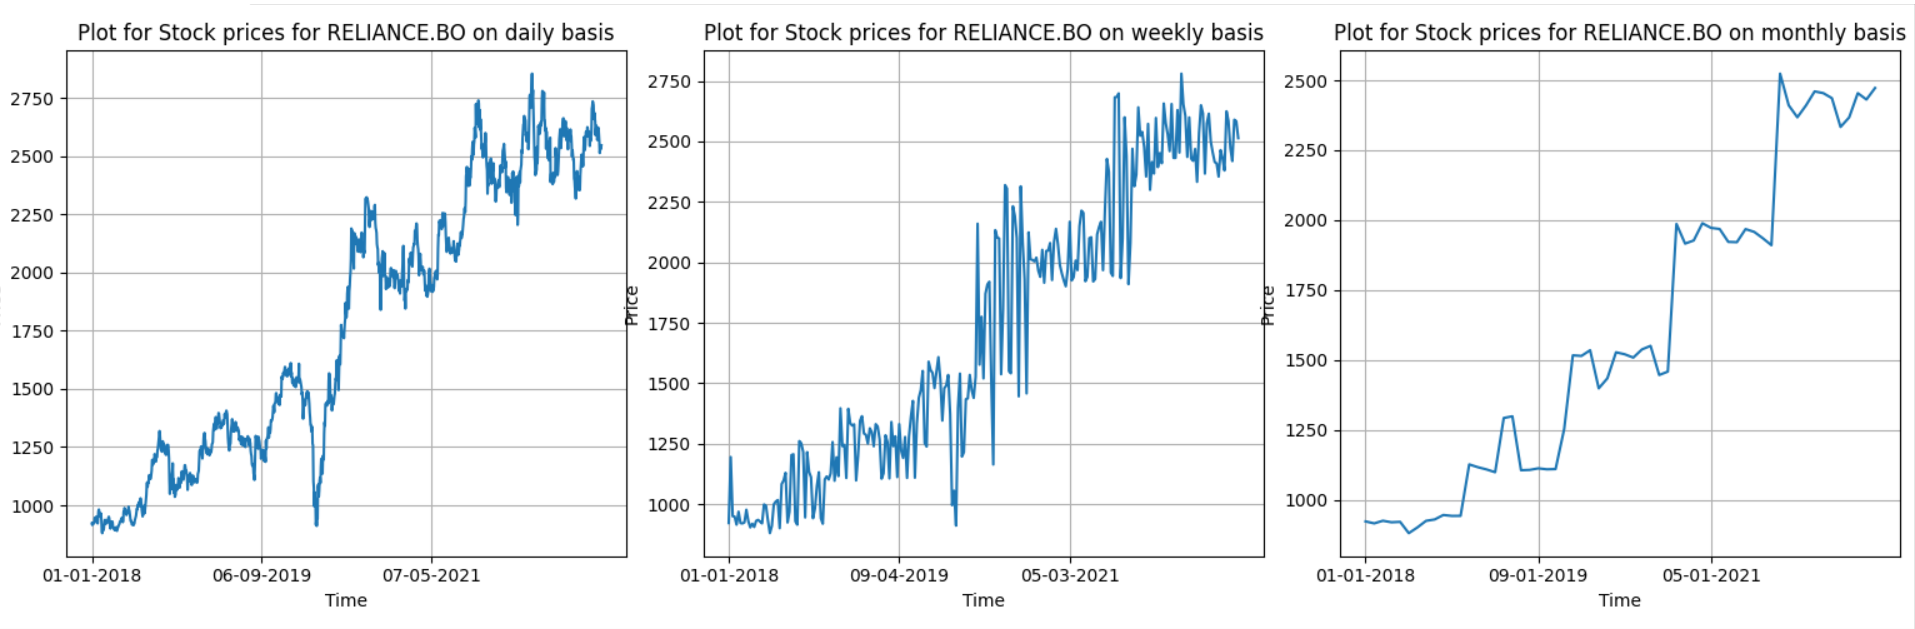 Plot for Stock prices for RELIANCE.BO on daily basis
2750
2500
2250
2000
1750
1500
1250
1000
01-01-2018 06-09-2019 07-05-2021
Time
Plot for Stock prices for RELIANCE.BO on weekly basis
Price
2750
2500
2250
2000
1750
1500
1250
1000
01-01-2018 09-04-2019 05-03-2021
Time
Plot for Stock prices for RELIANCE.BO on monthly basis
Price
2500
2250
2000
1750
1500
1250
1000
01-01-2018 09-01-2019 05-01-2021
Time